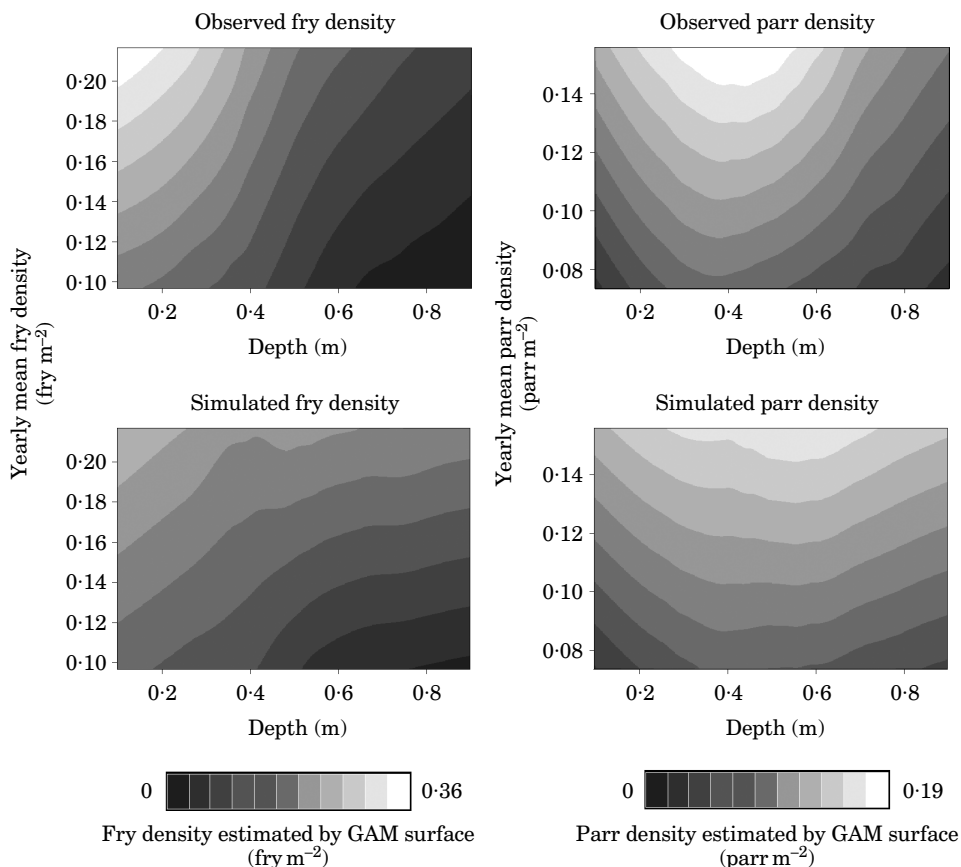 Observed fry density
0·20
0·18
0·16
0·14
0·12
0·10
0·2 0·4 0·6 0·8
Depth (m)
Observed parr density
0·14
0·12
0·10
0·08
0·2 0·4 0·6 0·8
Depth (m)
Yearly mean fry density
(fry m⁻²)
Yearly mean parr density
(parr m⁻²)
Simulated fry density
0·20
0·18
0·16
0·14
0·12
0·10
0·2 0·4 0·6 0·8
Depth (m)
Simulated parr density
0·14
0·12
0·10
0·08
0·2 0·4 0·6 0·8
Depth (m)
0 0·36
Fry density estimated by GAM surface
(fry m⁻²)
0 0·19
Parr density estimated by GAM surface
(parr m⁻²)